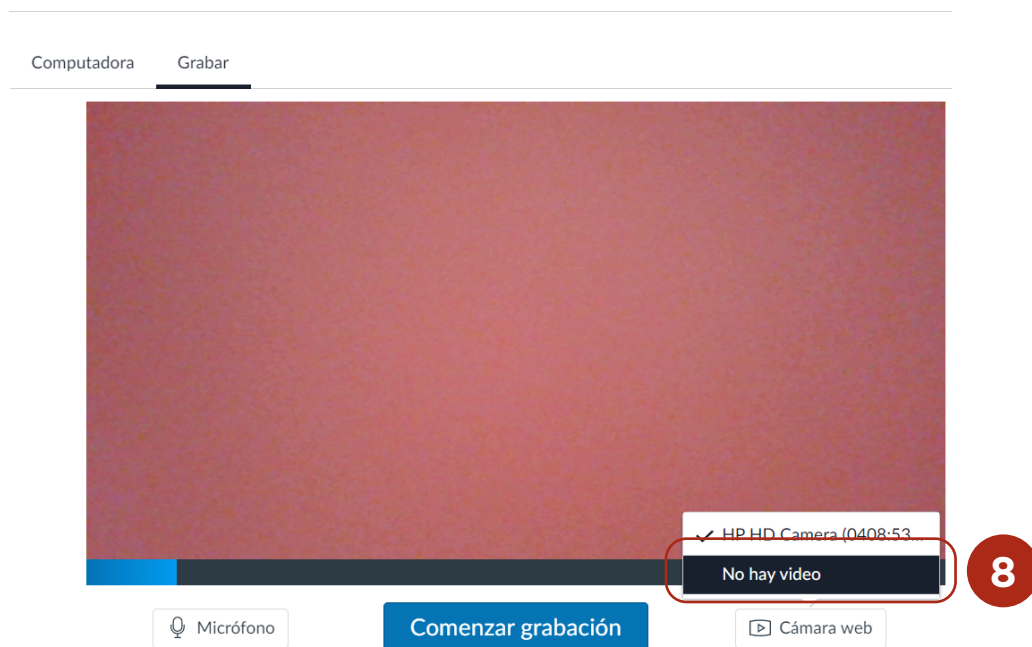 Computadora Grabar
HP HD Camera (0408:53...
No hay video
8
Micrófono Comenzar grabación Cámara web